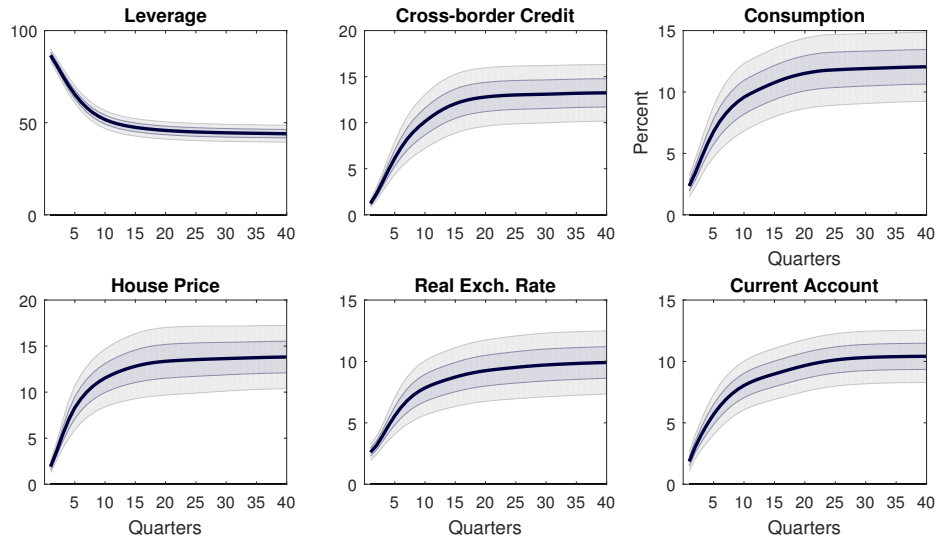 Leverage
100
50
0
5 10 15 20 25 30 35 40
Cross-border Credit
20
15
10
5
0
5 10 15 20 25 30 35 40
Consumption
15
10
5
0
Percent
5 10 15 20 25 30 35 40
Quarters
House Price
20
15
10
5
0
5 10 15 20 25 30 35 40
Quarters
Real Exch. Rate
15
10
5
0
5 10 15 20 25 30 35 40
Quarters
Current Account
15
10
5
0
5 10 15 20 25 30 35 40
Quarters